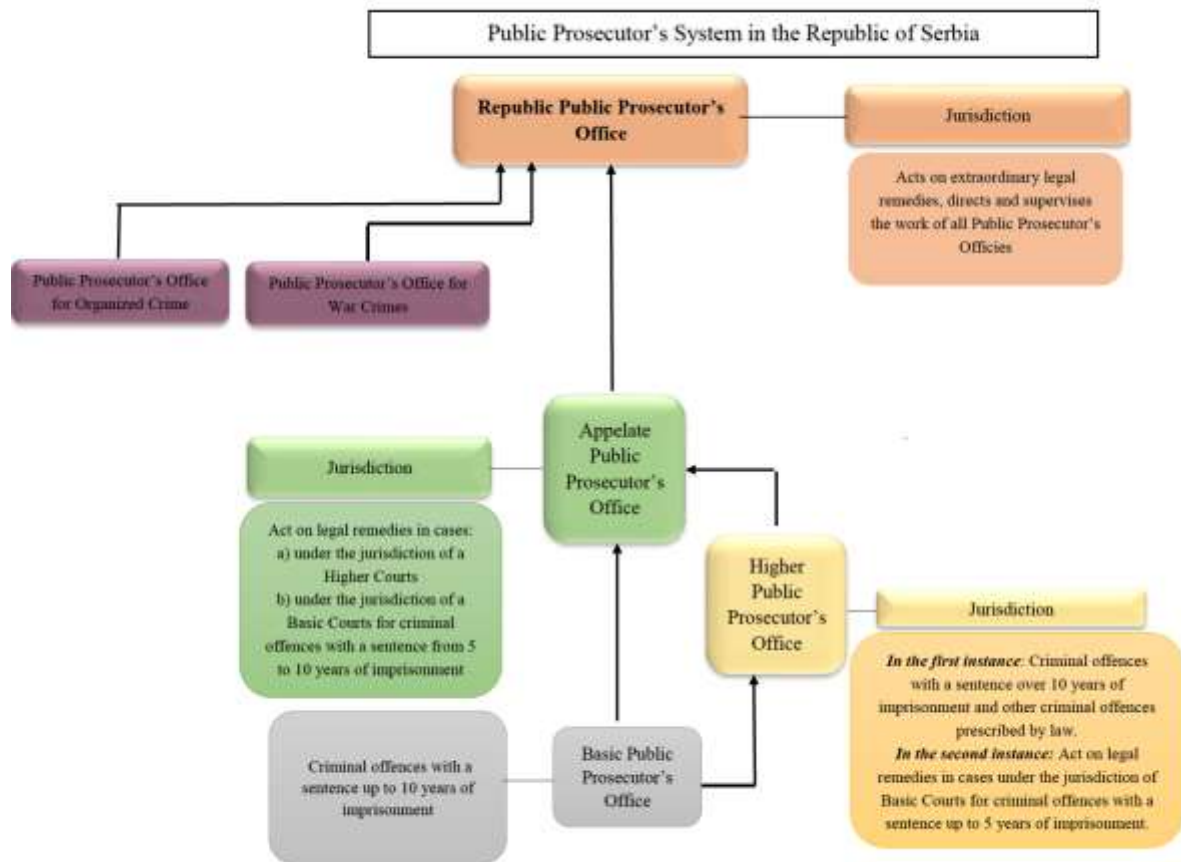 Public Prosecutor's System in the Republic of Serbia
Republic Public Prosecutor's
Office
Jurisdiction
Acts on extraordinary legal
remedies, directs and supervises
the work of all Public Prosecutor's
Officies
Public Prosecutor's Office
for Organized Crime
Public Prosecutor's Office for
War Crimes
Appelate
Public
Prosecutor's
Office
Jurisdiction
Act on legal remedies in cases:
a) under the jurisdiction of a
Higher Courts
b) under the jurisdiction of a
Basic Courts for criminal
offences with a sentence from 5
to 10 years of imprisonment
Higher
Public
Prosecutor's
Office
Jurisdiction
In the first instance: Criminal offences
with a sentence over 10 years of
imprisonment and other criminal offences
prescribed by law.
In the second instance: Act on legal
remedies in cases under the jurisdiction of
Basic Courts for criminal offences with a
sentence up to 5 years of imprisonment.
Basic Public
Prosecutor's
Office
Criminal offences with a
sentence up to 10 years of
imprisonment